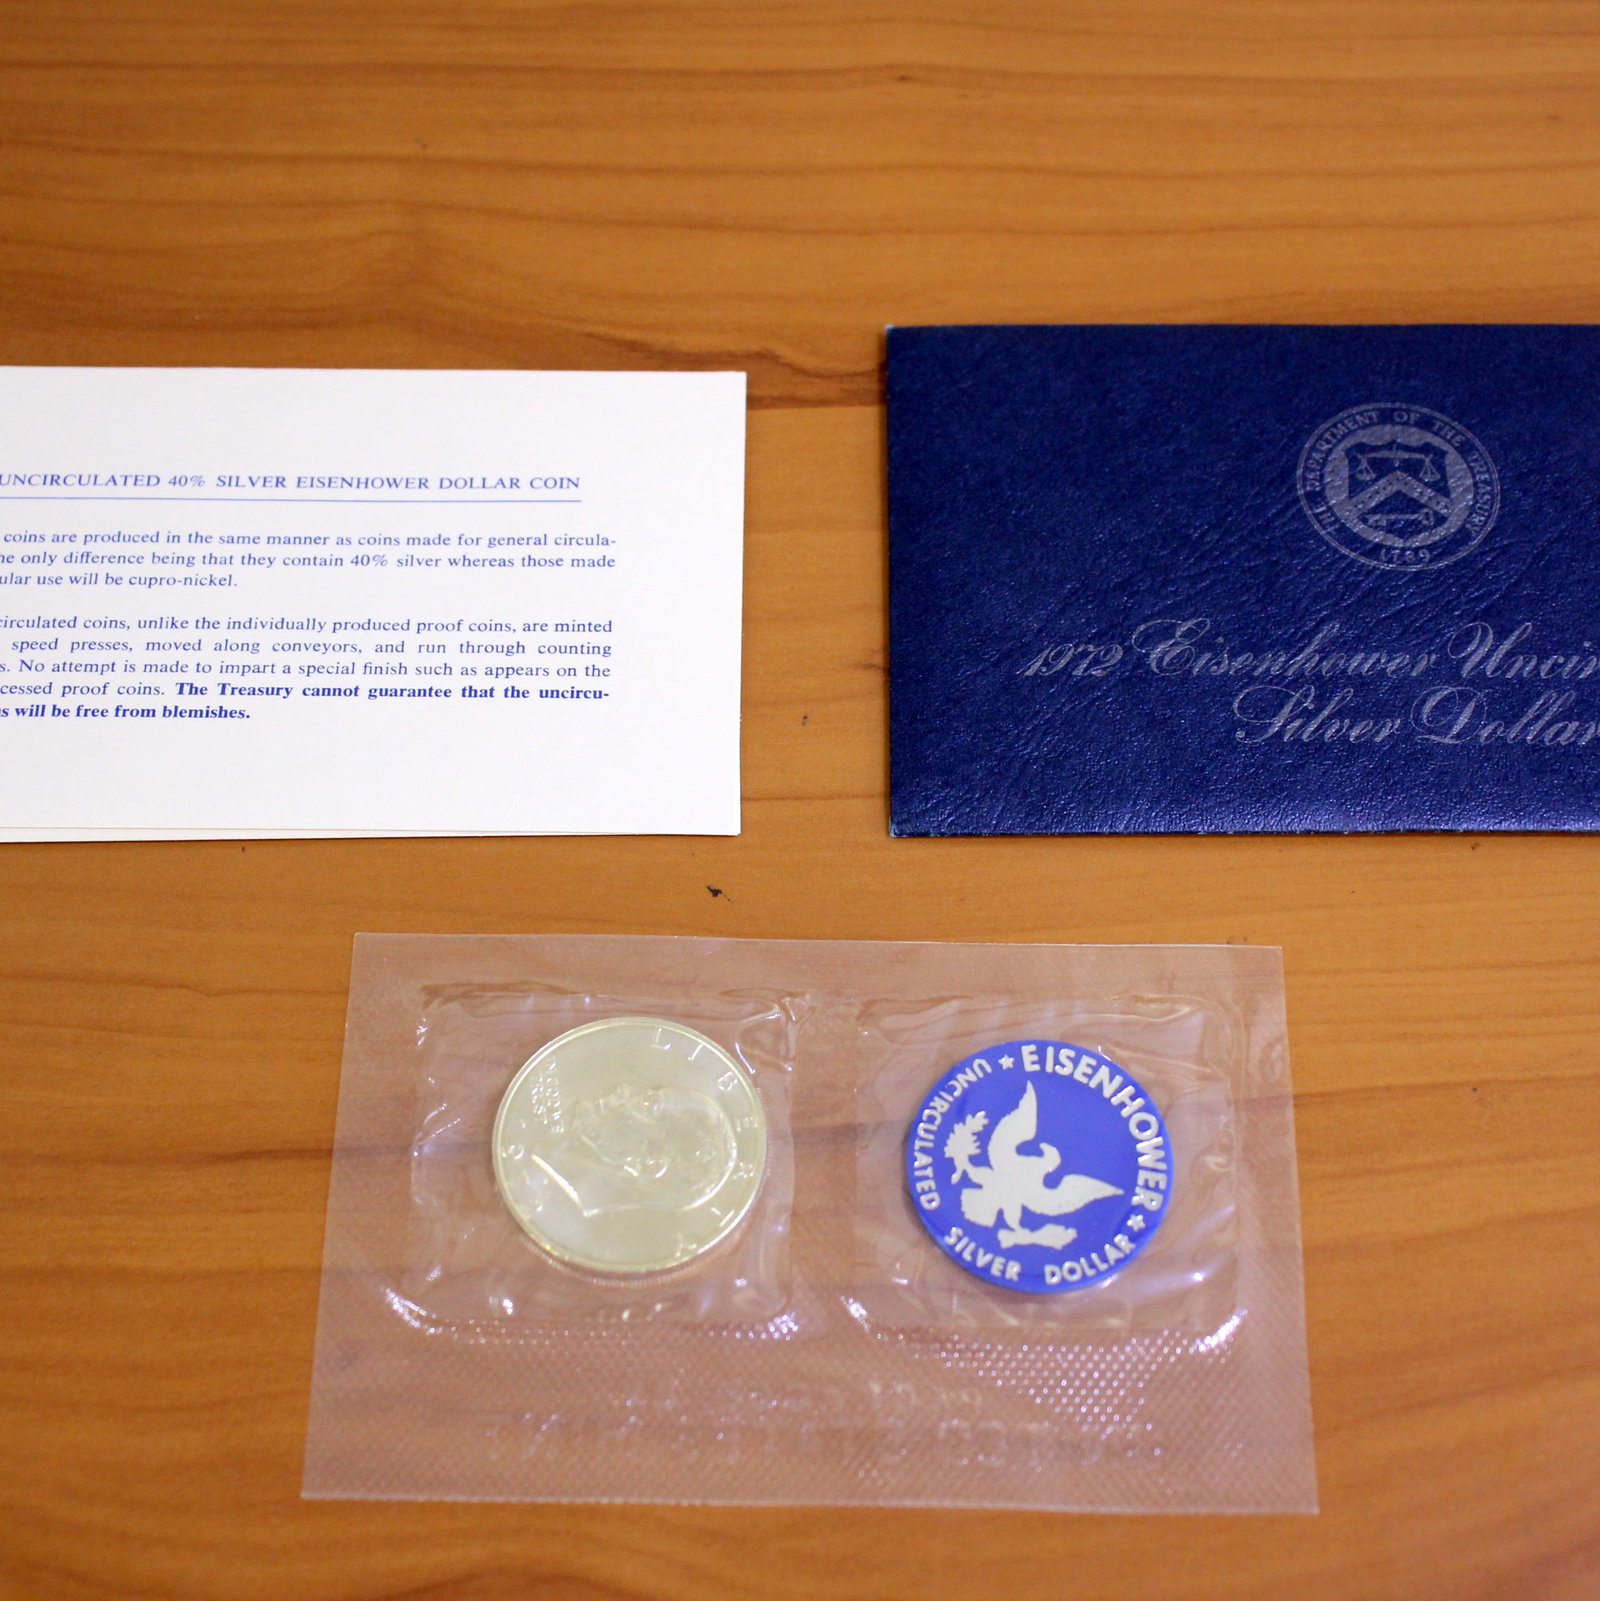 UNCIRCULATED 40% SILVER EISENHOWER DOLLAR COIN
coins are produced in the same manner as coins made for general circula-
he only difference being that they contain 40% silver whereas those made
ular use will be cupro-nickel.
circulated coins, unlike the individually produced proof coins, are minted
speed presses, moved along conveyors, and run through counting
s. No attempt is made to impart a special finish such as appears on the
cessed proof coins. The Treasury cannot guarantee that the uncircu-
s will be free from blemishes.
THE DEPARTMENT OF THE TREASURY
1789
1972 Eisenhower Uncir
Silver Dollar
LIBERTY
EISENHOWER
UNCIRCULATED SILVER DOLLAR